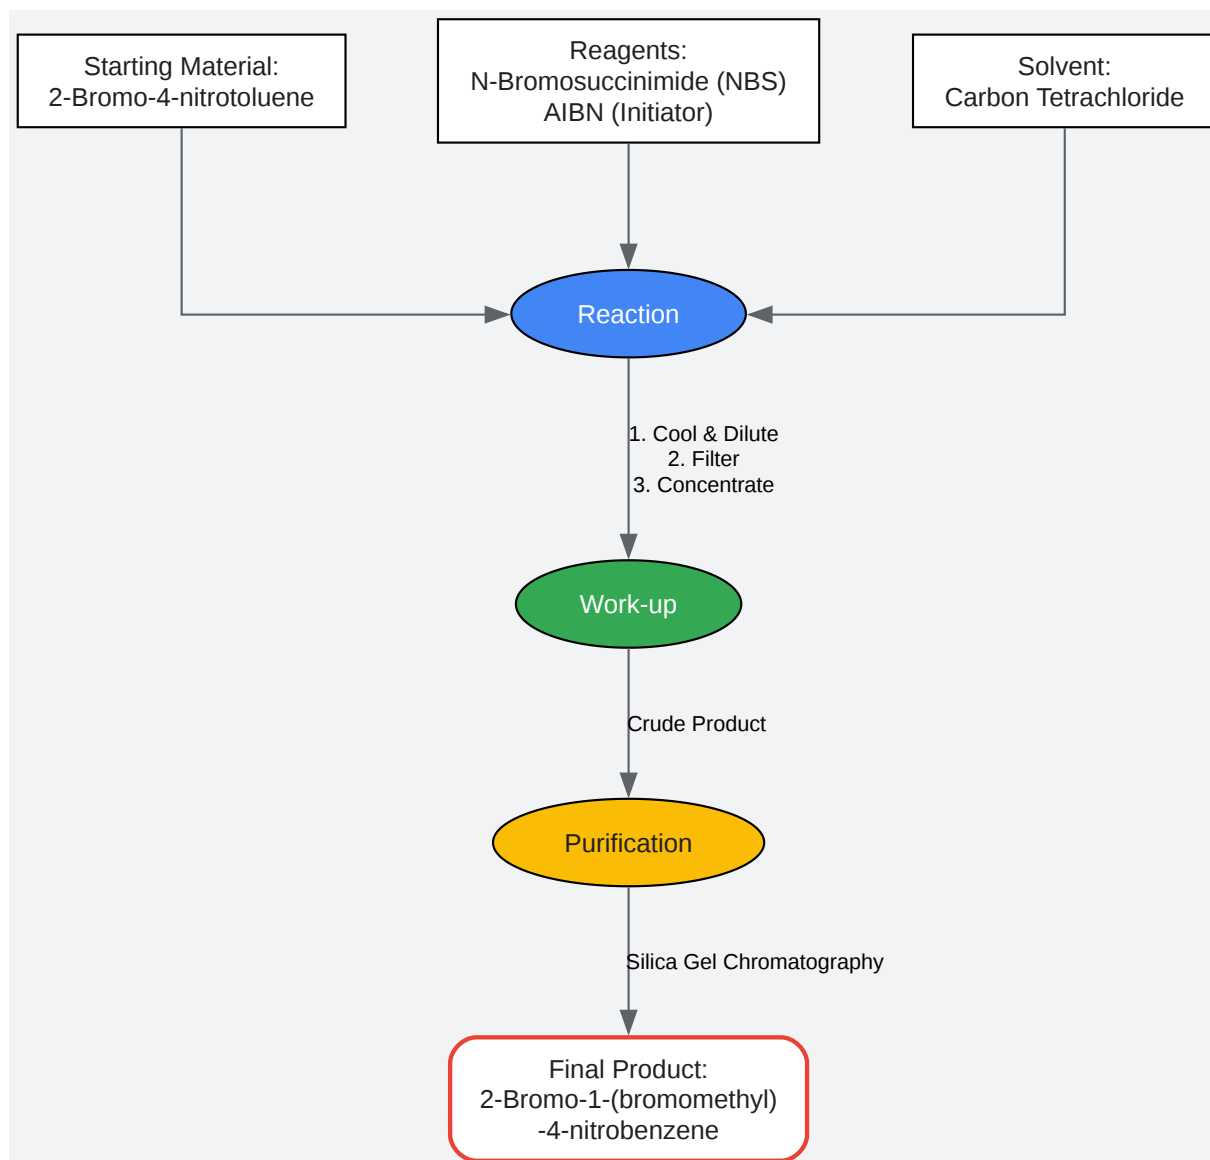 Starting Material:
2-Bromo-4-nitrotoluene
Reagents:
N-Bromosuccinimide (NBS)
AIBN (Initiator)
Solvent:
Carbon Tetrachloride
Reaction
1. Cool & Dilute
2. Filter
3. Concentrate
Work-up
Crude Product
Purification
Silica Gel Chromatography
Final Product:
2-Bromo-1-(bromomethyl)
-4-nitrobenzene